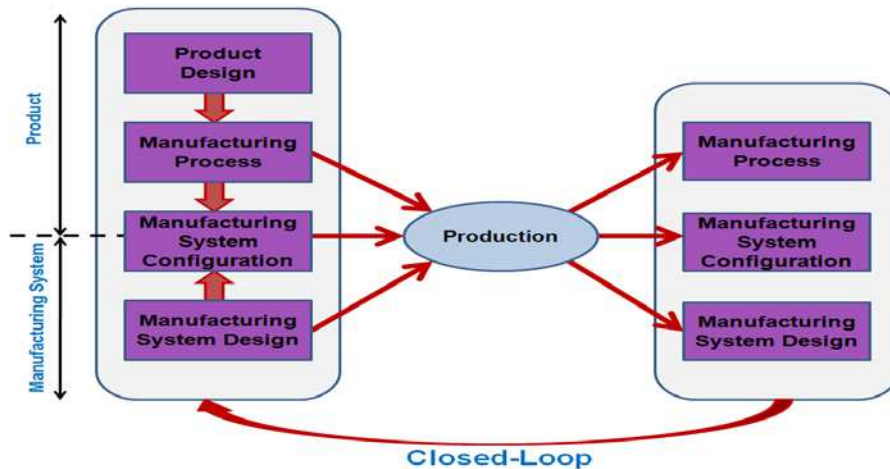 Product
Manufacturing System
Product
Design
Manufacturing
Process
Manufacturing
System
Configuration
Manufacturing
System Design
Production
Manufacturing
Process
Manufacturing
System
Configuration
Manufacturing
System Design
Closed-Loop